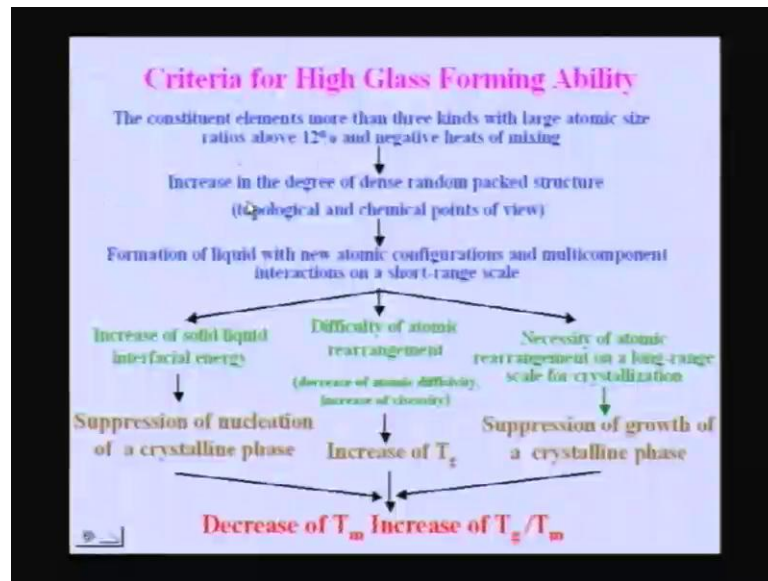 Criteria for High Glass Forming Ability
The constituent elements more than three kinds with large atomic size
ratios above 12% and negative heats of mixing
Increase in the degree of dense random packed structure
(topological and chemical points of view)
Formation of liquid with new atomic configurations and multicomponent
interactions on a short-range scale
Increase of solid liquid
interfacial energy
Difficulty of atomic
rearrangement
(decrease of atomic diffisivity,
increase of viscosity)
Necessity of atomic
rearrangement on a long-range
scale for crystallization
Suppression of nucleation
of a crystalline phase
Increase of Tg
Suppression of growth of
a crystalline phase
Decrease of Tm Increase of Tg/Tm